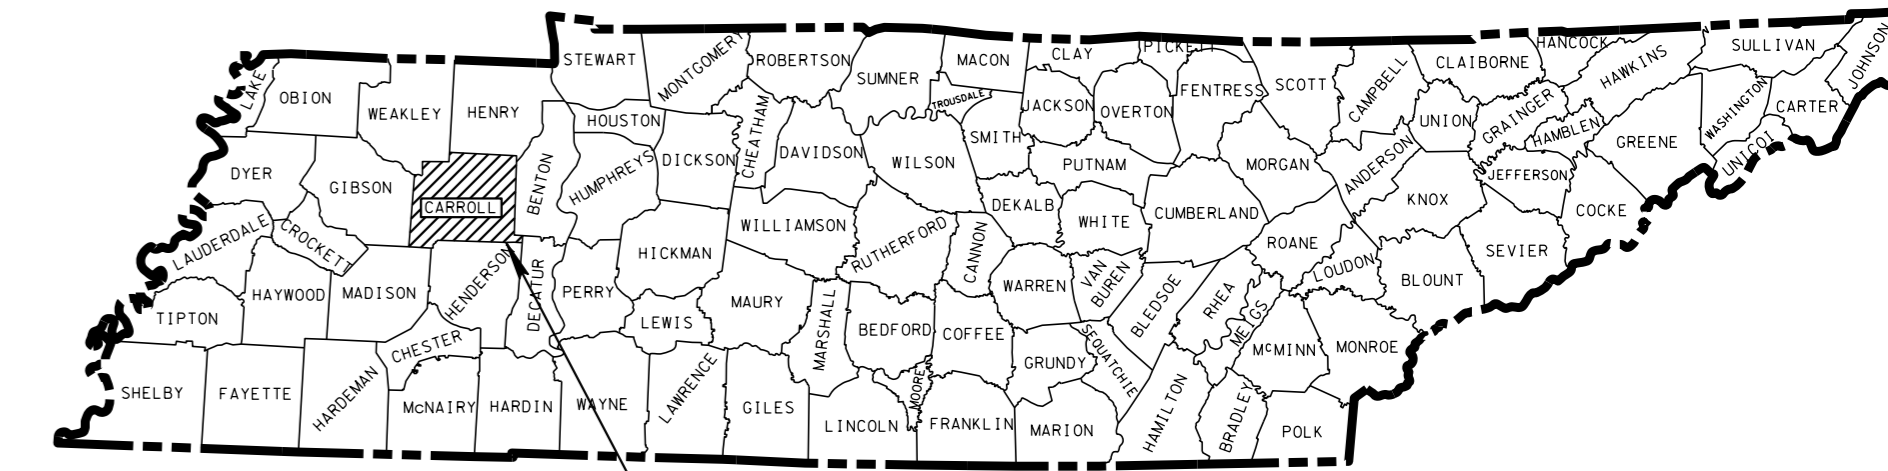 LAKE
OBION
WEAKLEY
HENRY
STEWART
MONTGOMERY
ROBERTSON
SUMNER
MACON
CLAY
PICKETT
SCOTT
CAMPBELL
CLAIBORNE
HANCOCK
HAWKINS
SULLIVAN
JOHNSON
HOUSTON
CHEATHAM
TROUSDALE
SMITH
JACKSON
OVERTON
FENTRESS
UNION
GRAINGER
HAMBLEN
GREENE
WASHINGTON
CARTER
UNICOI
DYER
GIBSON
CARROLL
BENTON
HUMPHREYS
DICKSON
DAVIDSON
WILSON
PUTNAM
MORGAN
ANDERSON
KNOX
JEFFERSON
COCKE
LAUDERDALE
CROCKETT
WILLIAMSON
RUTHERFORD
CANNON
DEKALB
WHITE
CUMBERLAND
ROANE
LOUDON
BLOUNT
SEVIER
TIPTON
HAYWOOD
MADISON
HENDERSON
DECATUR
PERRY
HICKMAN
LEWIS
MAURY
MARSHALL
BEDFORD
COFFEE
WARREN
VAN
BUREN
BLEDSOE
RHEA
MEIGS
McMINN
MONROE
SHELBY
FAYETTE
HARDEMAN
CHESTER
McNAIRY
HARDIN
WAYNE
LAWRENCE
GILES
LINCOLN
MOORE
FRANKLIN
GRUNDY
SEQUATCHIE
MARION
HAMILTON
BRADLEY
POLK